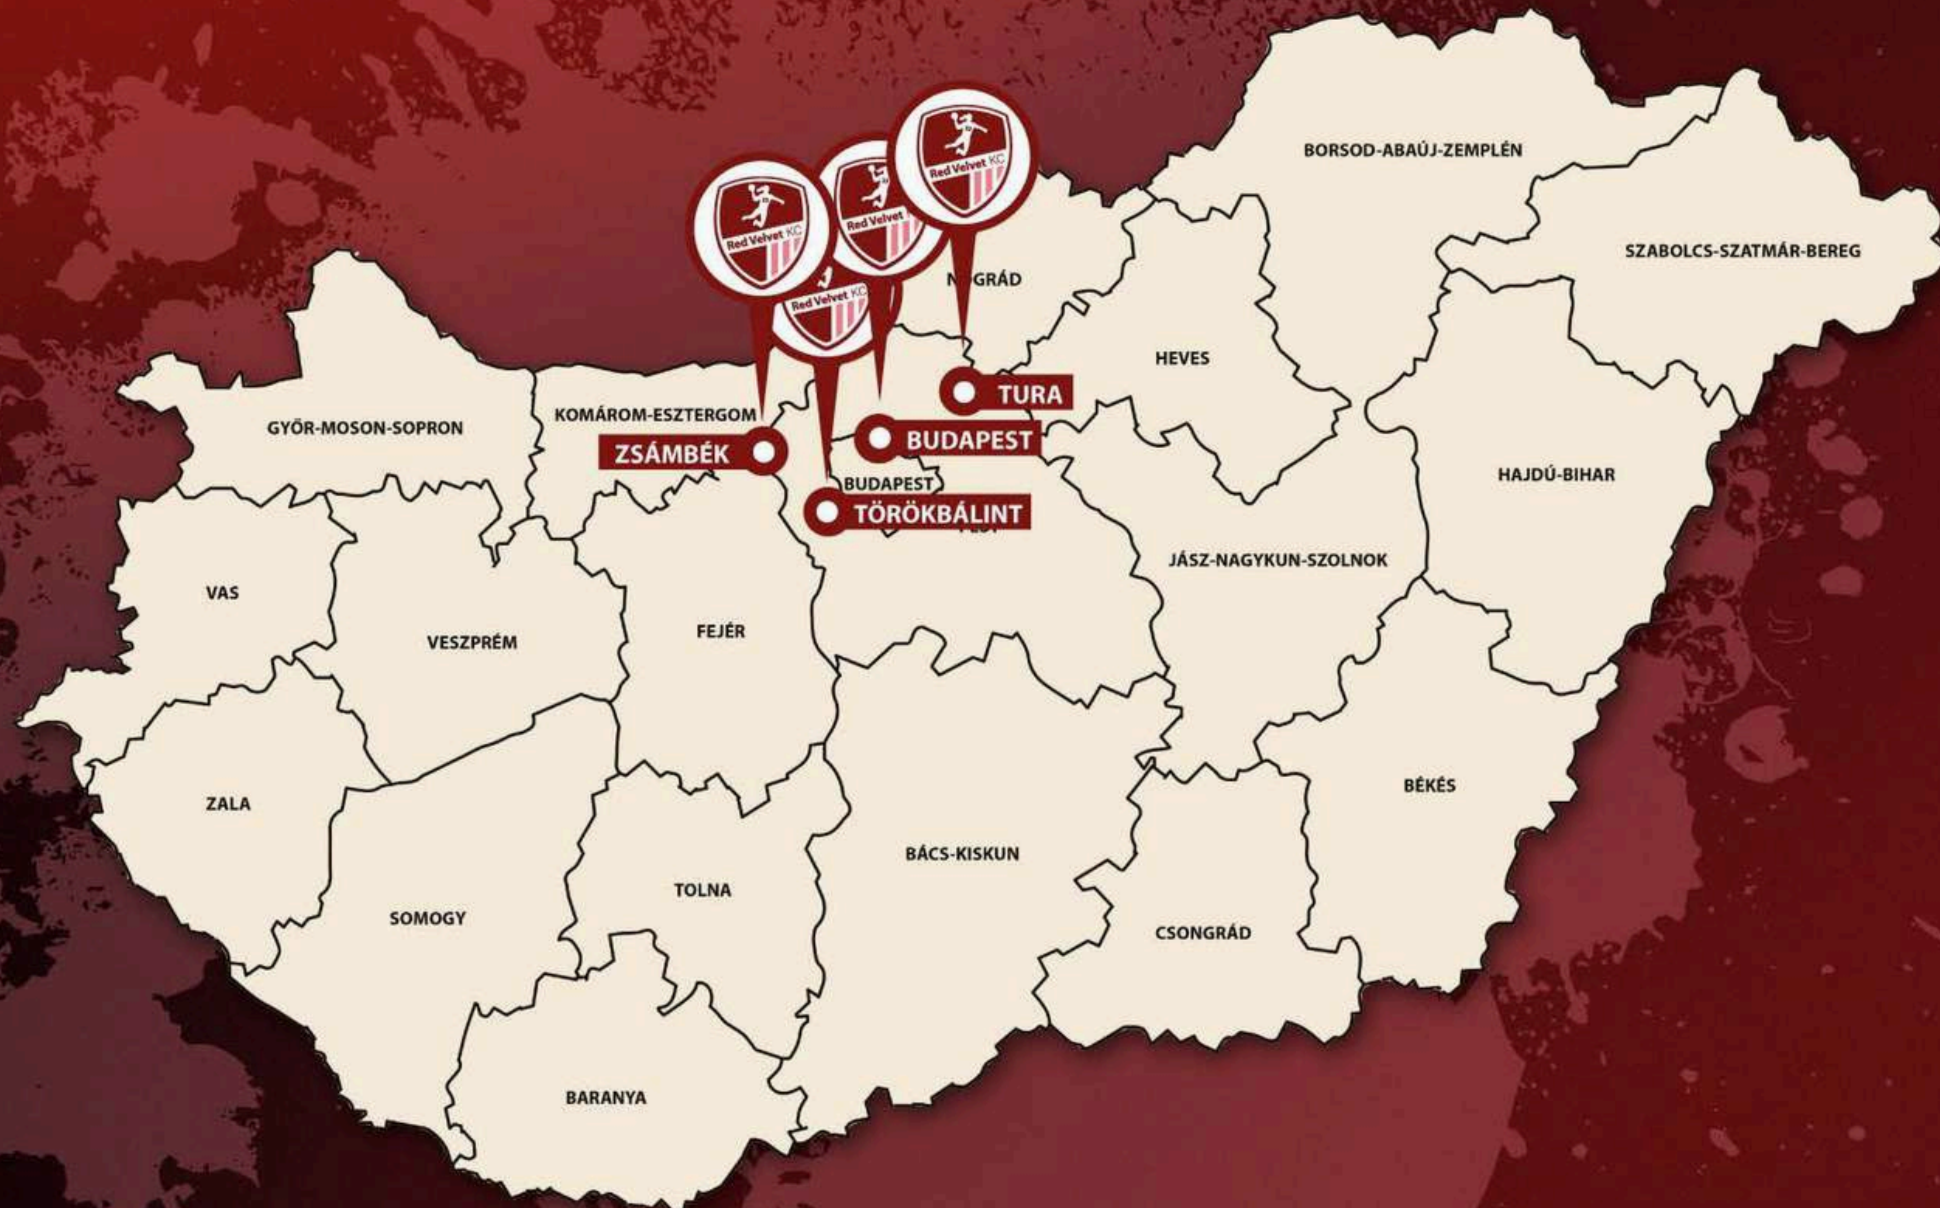 BORSOD-ABAÚJ-ZEMPLÉN
Red Velvet KC
Red Velvet
Red Velvet KC
SZABOLCS-SZATMÁR-BEREG
NÓGRÁD
Red Velvet KC
HEVES
TURA
KOMÁROM-ESZTERGOM
GYÖR-MOSON-SOPRON
BUDAPEST
ZSÁMBÉK
HAJDÚ-BIHAR
BUDAPEST
TÖRÖKBÁLINT
JÁSZ-NAGYKUN-SZOLNOK
VAS
FEJÉR
VESZPRÉM
BÉKÉS
ZALA
BÁCS-KISKUN
TOLNA
SOMOGY
CSONGRÁD
BARANYA